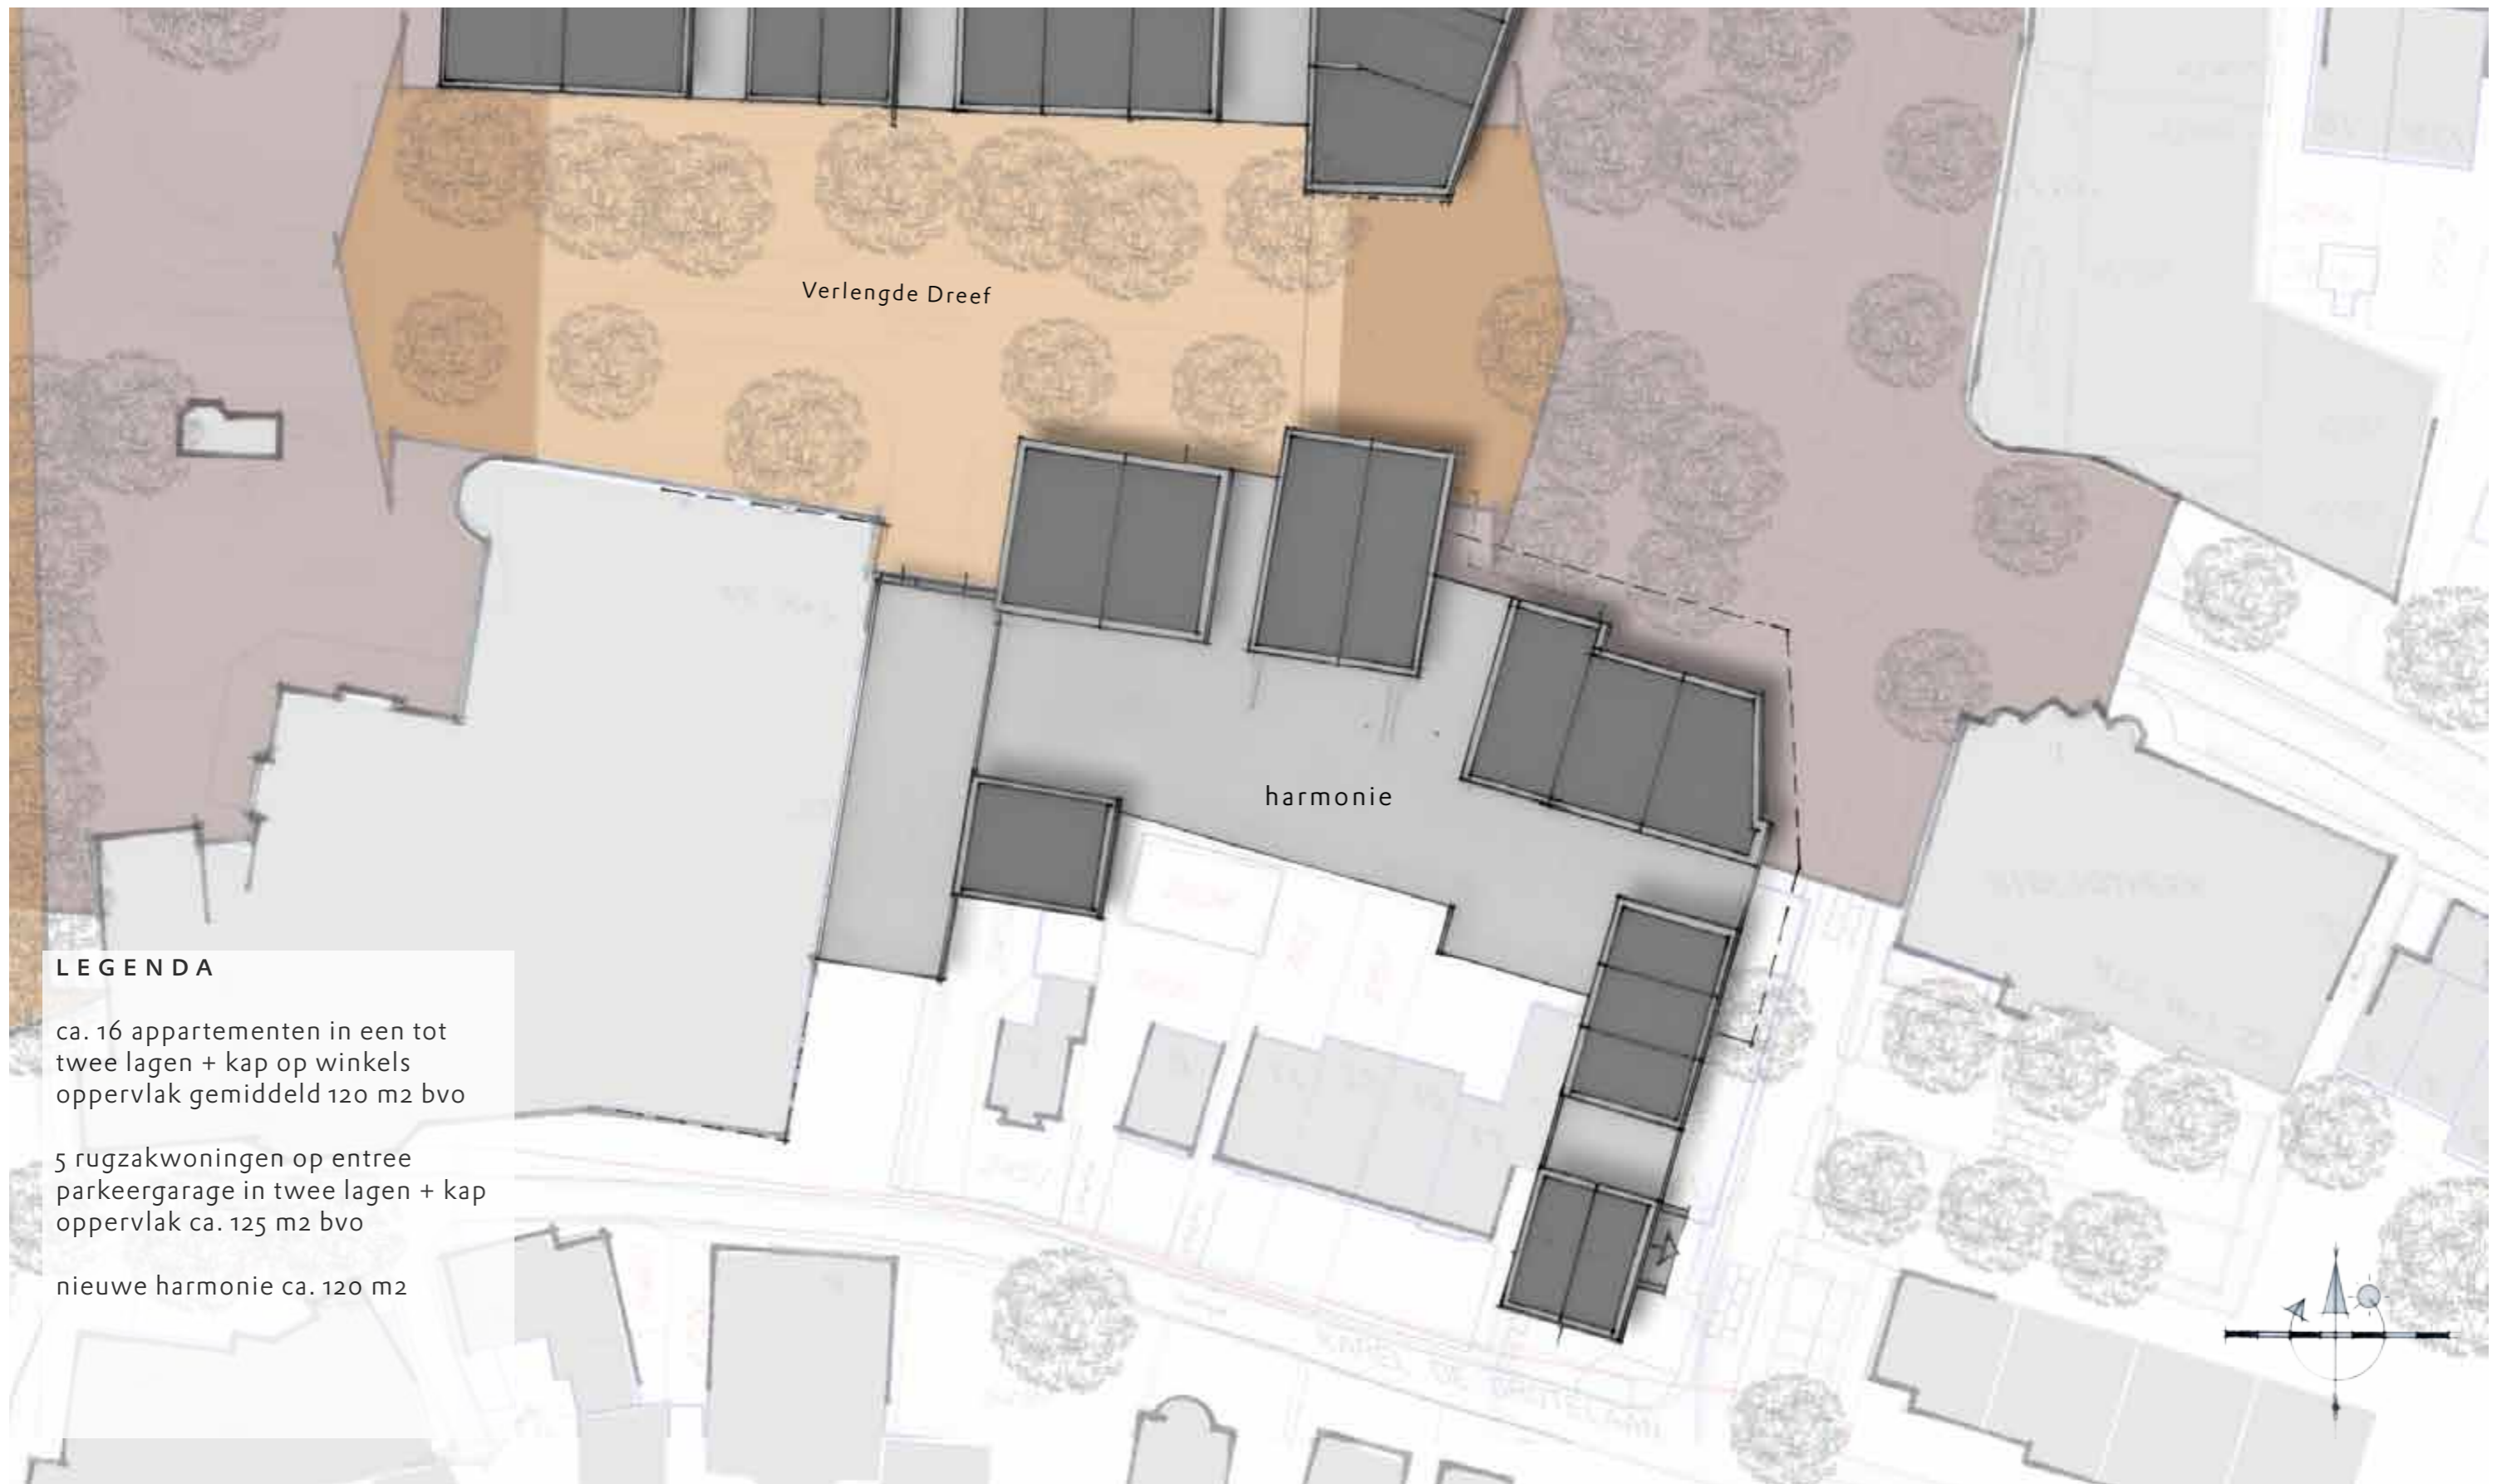 Verlengde Dreef
harmonie
LEGENDA
ca. 16 appartementen in een tot
twee lagen + kap op winkels
oppervlak gemiddeld 120 m2 bvo
5 rugzakwoningen op entree
parkeergarage in twee lagen + kap
oppervlak ca. 125 m2 bvo
nieuwe harmonie ca. 120 m2